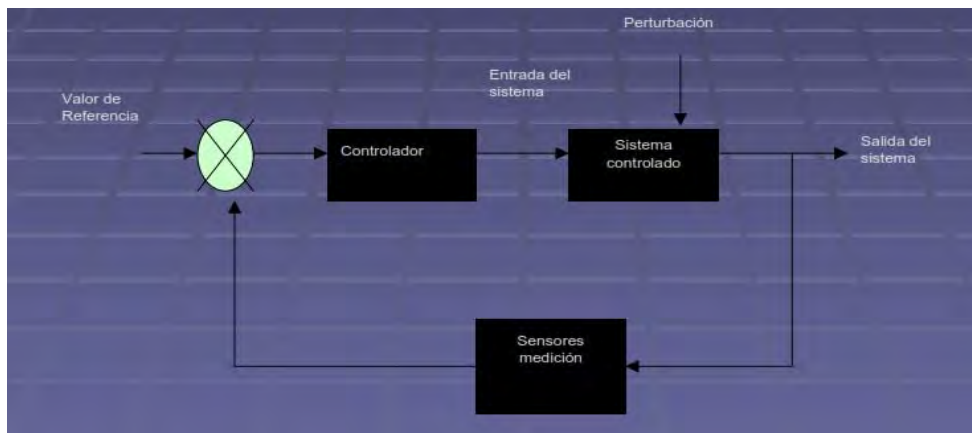 Perturbación
Entrada del
sistema
Valor de
Referencia
Controlador
Sistema
controlado
Salida del
sistema
Sensores
medición